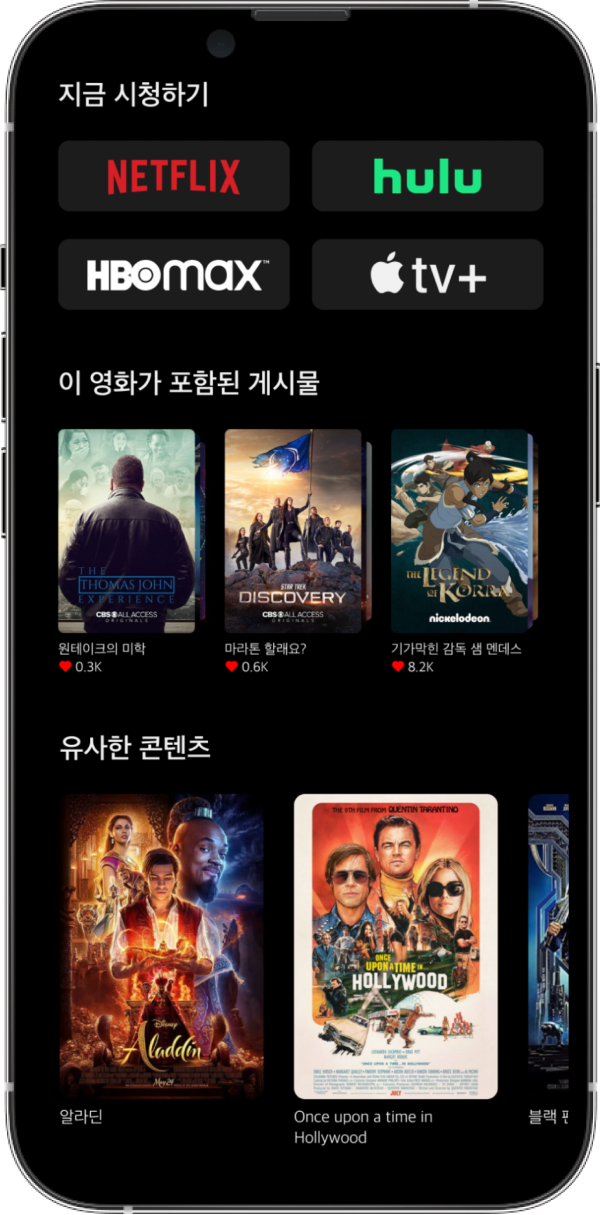 지금 시청하기
NETFLIX
hulu
HBOmax™
tv+
이 영화가 포함된 게시물
THE
THOMAS JOHN
EXPERIENCE
CBS ALL ACCESS
ORIGINALS
STAR TREK
DISCOVERY
CBS ALL ACCESS
ORIGINALS
THE LEGEND
OF KORRA
nickelodeon
원테이크의 미학
0.3K
마라톤 할래요?
0.6K
기가막힌 감독 샘 멘데스
8.2K
유사한 콘텐츠
Disney
Aladdin
May 24
THE 9TH FILM FROM QUENTIN TARANTINO
ONCE
UPON A TIME IN
HOLLYWOOD
JULY
알라딘
Once upon a time in
Hollywood
블랙